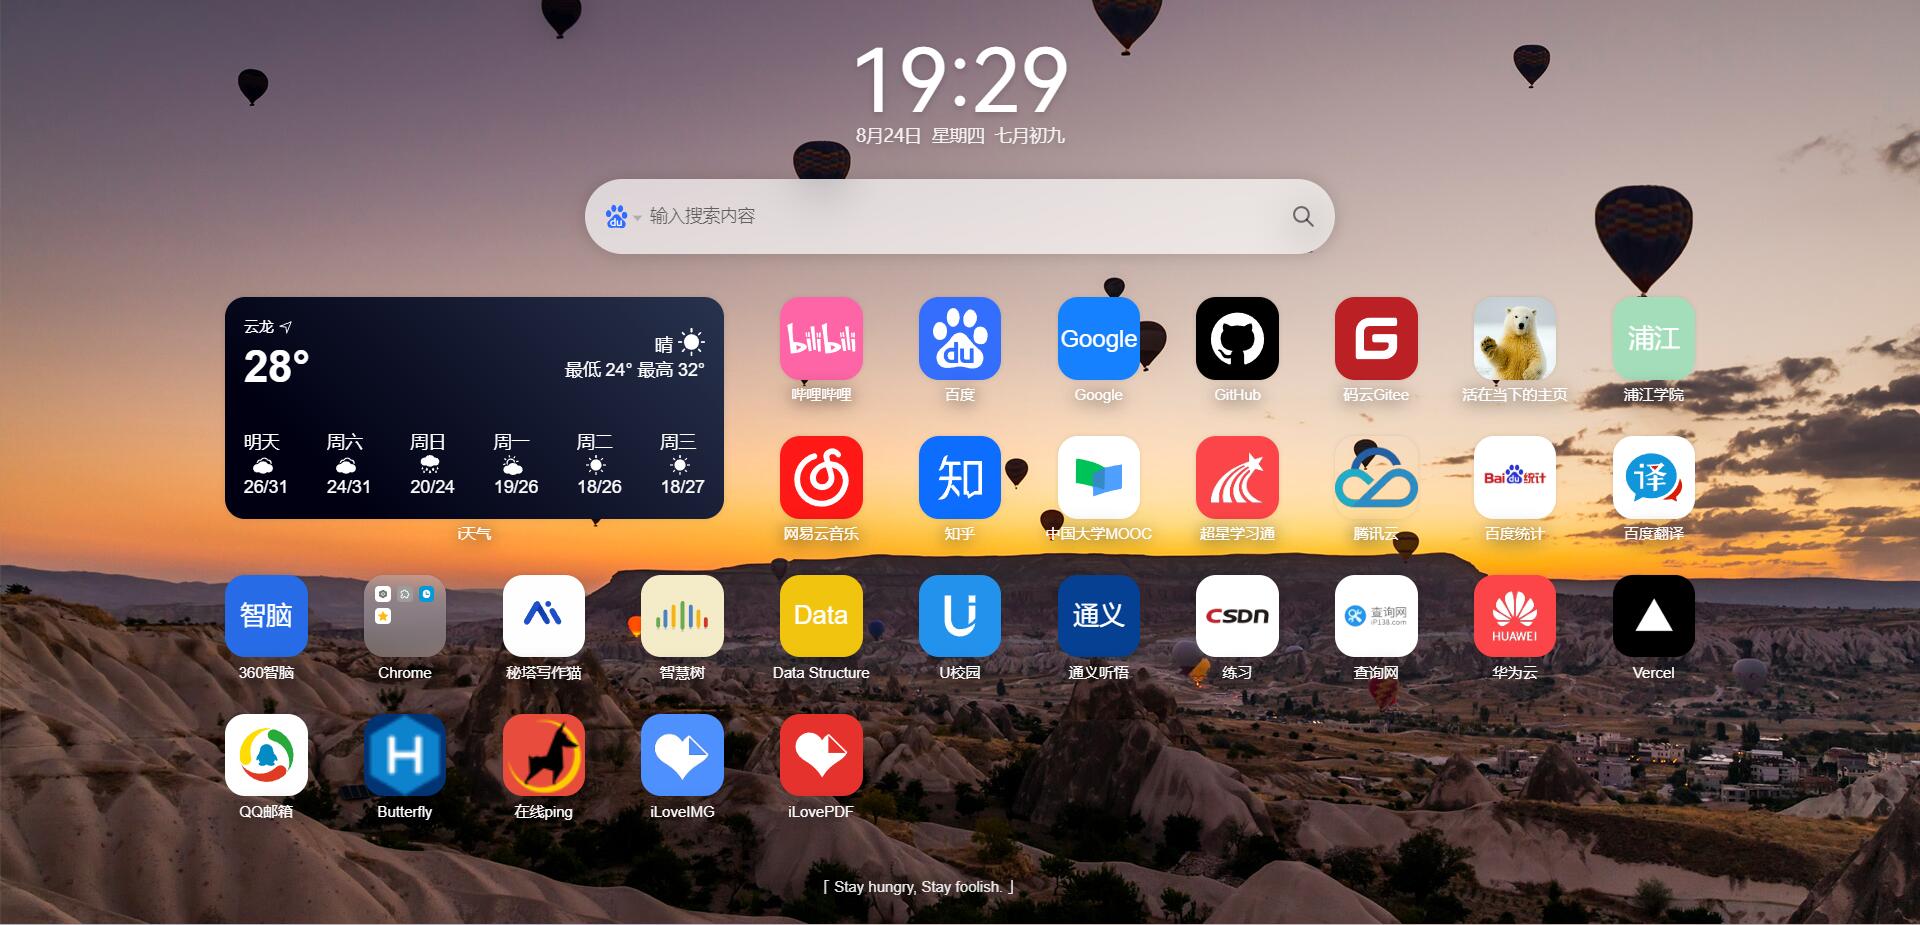 19:29
8月24日 星期四 七月初九
du 输入搜索内容
云龙
28°
晴
最低 24° 最高 32°
明天 周六 周日 周一 周二 周三
26/31 24/31 20/24 19/26 18/26 18/27
i天气
bilibili du Google G 浦江
哔哩哔哩 百度 Google GitHub 码云Gitee 活在当下的主页 浦江学院
知 Bai du 统计 译
网易云音乐 知乎 中国大学MOOC 超星学习通 腾讯云 百度统计 百度翻译
智脑 Data U 通义 CSDN 查询网 iP138.com HUAWEI
360智脑 Chrome 秘塔写作猫 智慧树 Data Structure U校园 通义听悟 练习 查询网 华为云 Vercel
H
QQ邮箱 Butterfly 在线ping iLoveIMG iLovePDF
「 Stay hungry, Stay foolish. 」